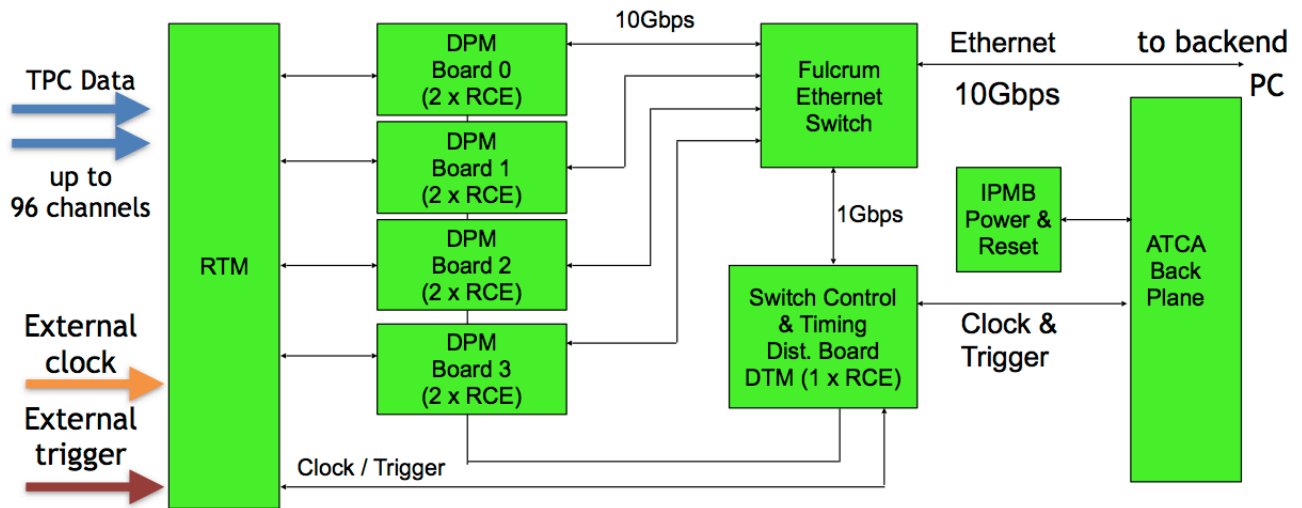 TPC Data
up to
96 channels
External
clock
External
trigger
RTM
DPM
Board 0
(2 x RCE)
DPM
Board 1
(2 x RCE)
DPM
Board 2
(2 x RCE)
DPM
Board 3
(2 x RCE)
Clock / Trigger
10Gbps
Fulcrum
Ethernet
Switch
1Gbps
Switch Control
& Timing
Dist. Board
DTM (1 x RCE)
Ethernet
10Gbps
to backend
PC
IPMB
Power &
Reset
Clock &
Trigger
ATCA
Back
Plane